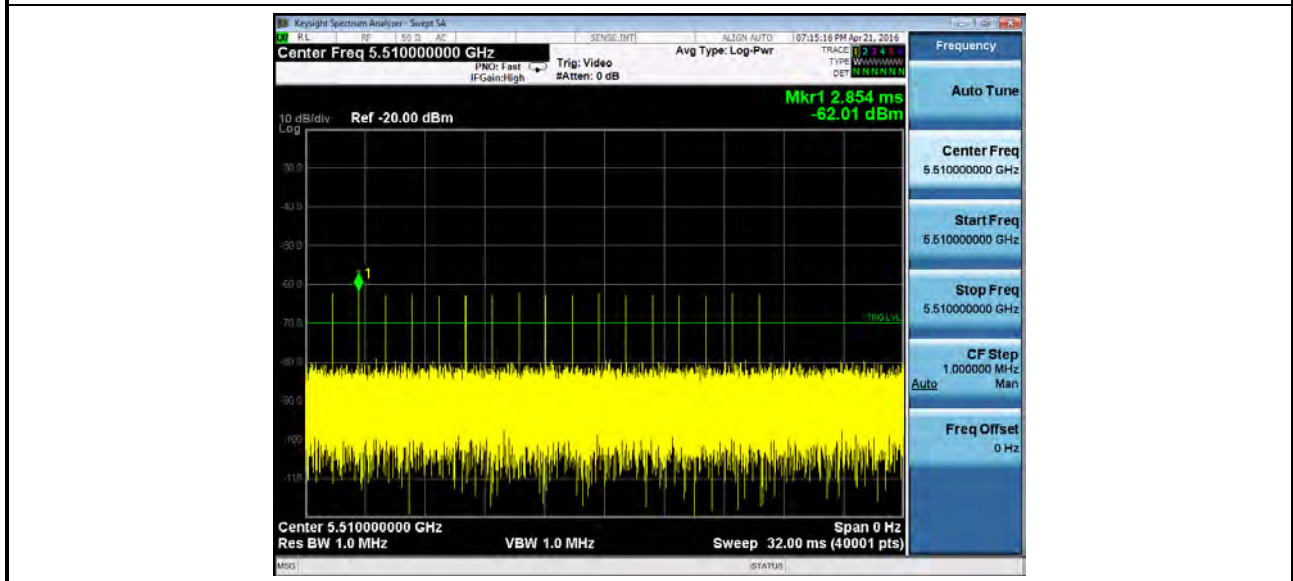 Keysight Spectrum Analyzer - Swept SA
RL RF 50 Ω AC SENSE:INT ALIGN AUTO 07:15:16 PM Apr 21, 2016
Center Freq 5.510000000 GHz
PNO: Fast
IFGain:High
Trig: Video
#Atten: 0 dB
Avg Type: Log-Pwr
TRACE 1 2 3 4 5 6
TYPE WWWWWW
DET N N N N N N
Mkr1 2.854 ms
-62.01 dBm
10 dB/div Ref -20.00 dBm
Log
-30.0
-40.0
-50.0
-60.0
-70.0
-80.0
-90.0
-100
-110
1
TRIG LVL
Center 5.510000000 GHz
Span 0 Hz
Res BW 1.0 MHz
VBW 1.0 MHz
Sweep 32.00 ms (40001 pts)
MSG
STATUS
Frequency
Auto Tune
Center Freq
5.510000000 GHz
Start Freq
5.510000000 GHz
Stop Freq
5.510000000 GHz
CF Step
1.000000 MHz
Auto Man
Freq Offset
0 Hz